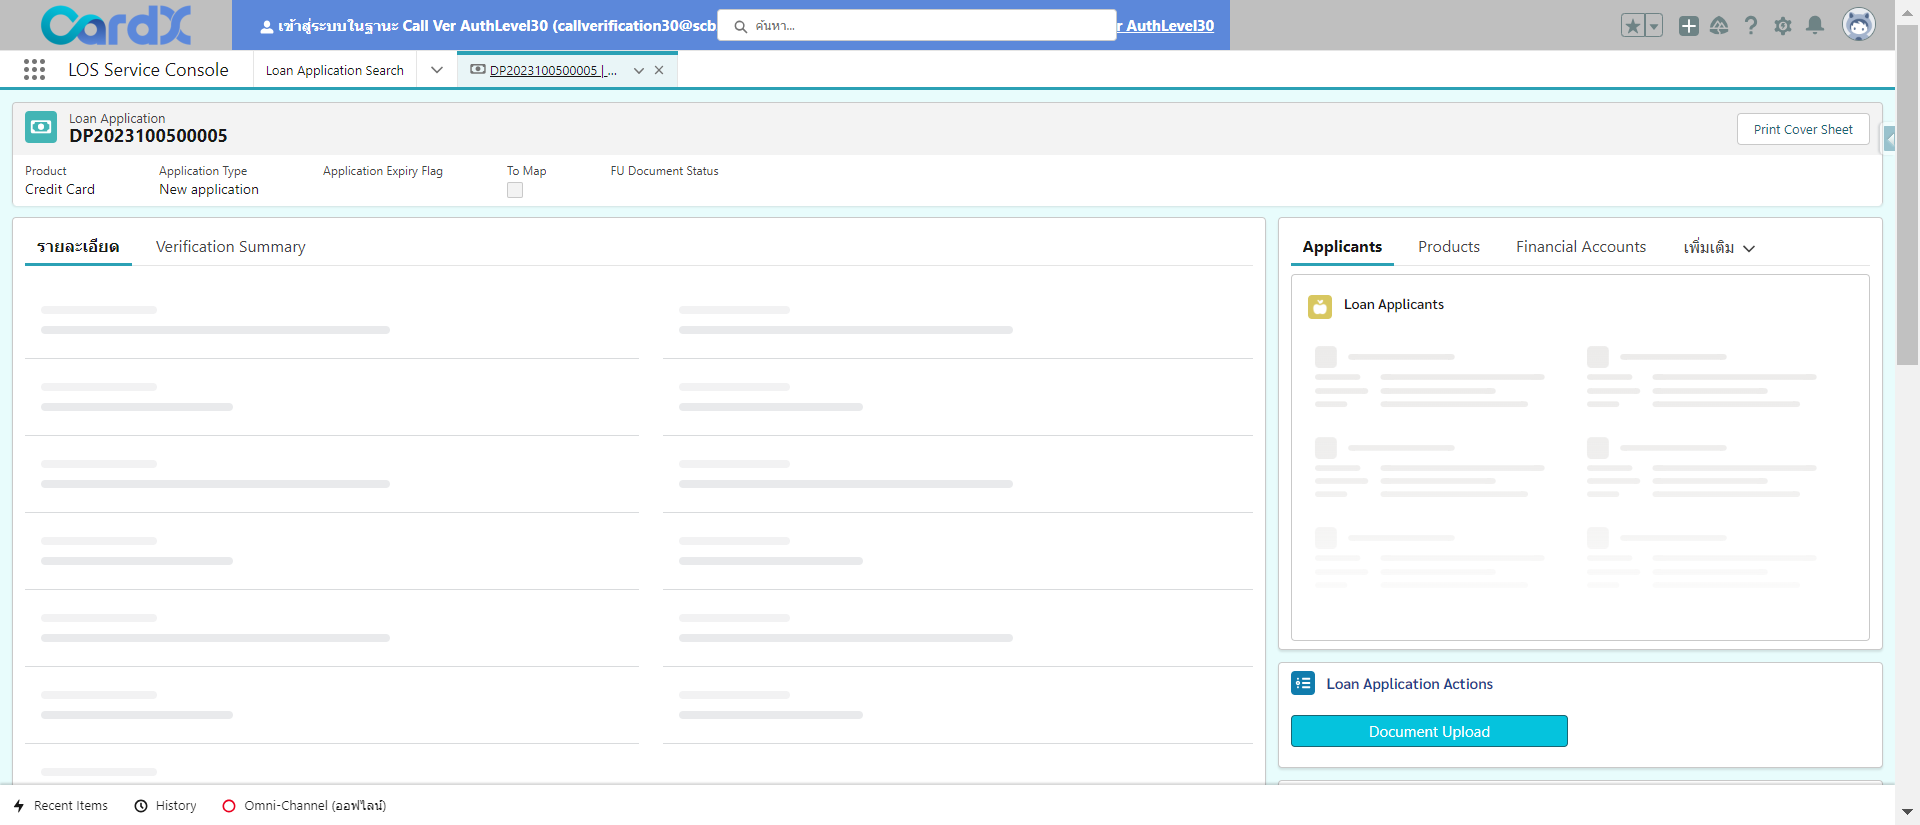 CardX
เข้าสู่ระบบในฐานะ Call Ver AuthLevel30 (callverification30@scb
ค้นหา...
r AuthLevel30
LOS Service Console
Loan Application Search
DP2023100500005 | ...
Loan Application
DP2023100500005
Print Cover Sheet
Product
Application Type
Application Expiry Flag
To Map
FU Document Status
Credit Card
New application
รายละเอียด
Verification Summary
Applicants
Products
Financial Accounts
เพิ่มเติม
Loan Applicants
Loan Application Actions
Document Upload
Recent Items
History
Omni-Channel (ออฟไลน์)